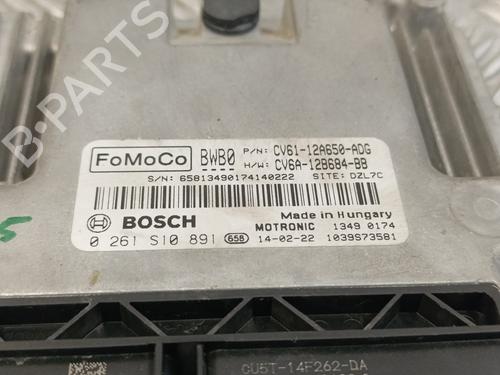 FoMoCo BWB0 P/N: CV61-12A650-ADG
H/W: CV6A-12B684-BB
S/N: 65813490174140222 SITE: DZL7C
BOSCH Made in Hungary
MOTRONIC 1349 0174
0 261 S10 891 658 14-02-22 1039S73581
5
CU5T-14F262-DA